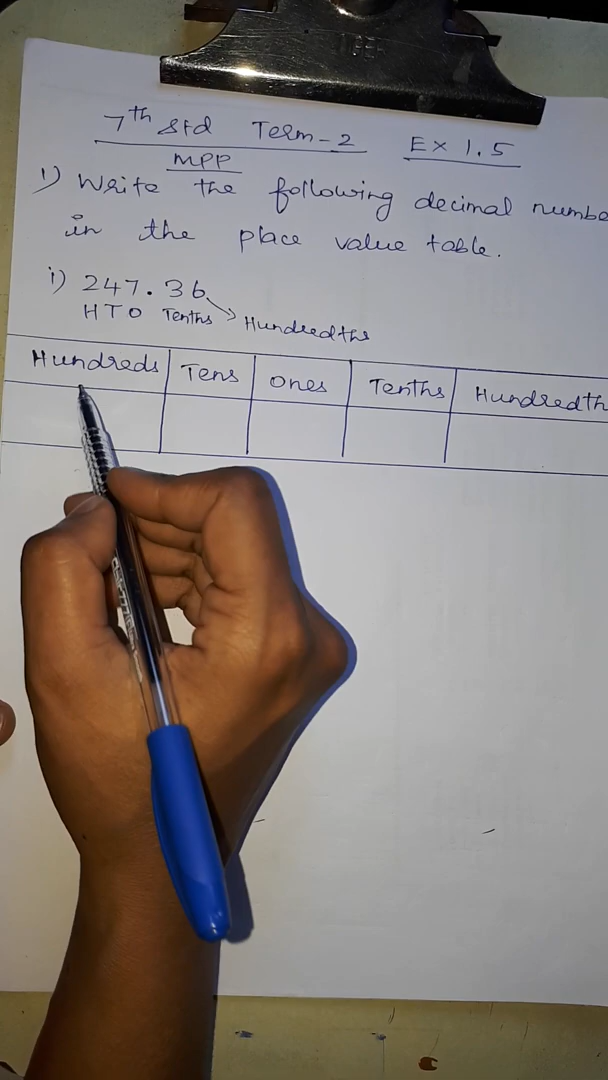 7th Std Term-2 EX 1.5
MPP
1) Write the following decimal numbe
in the place value table.
i) 247.36
HTO Tenths Hundredths
Hundreds Tens Ones Tenths Hundredth